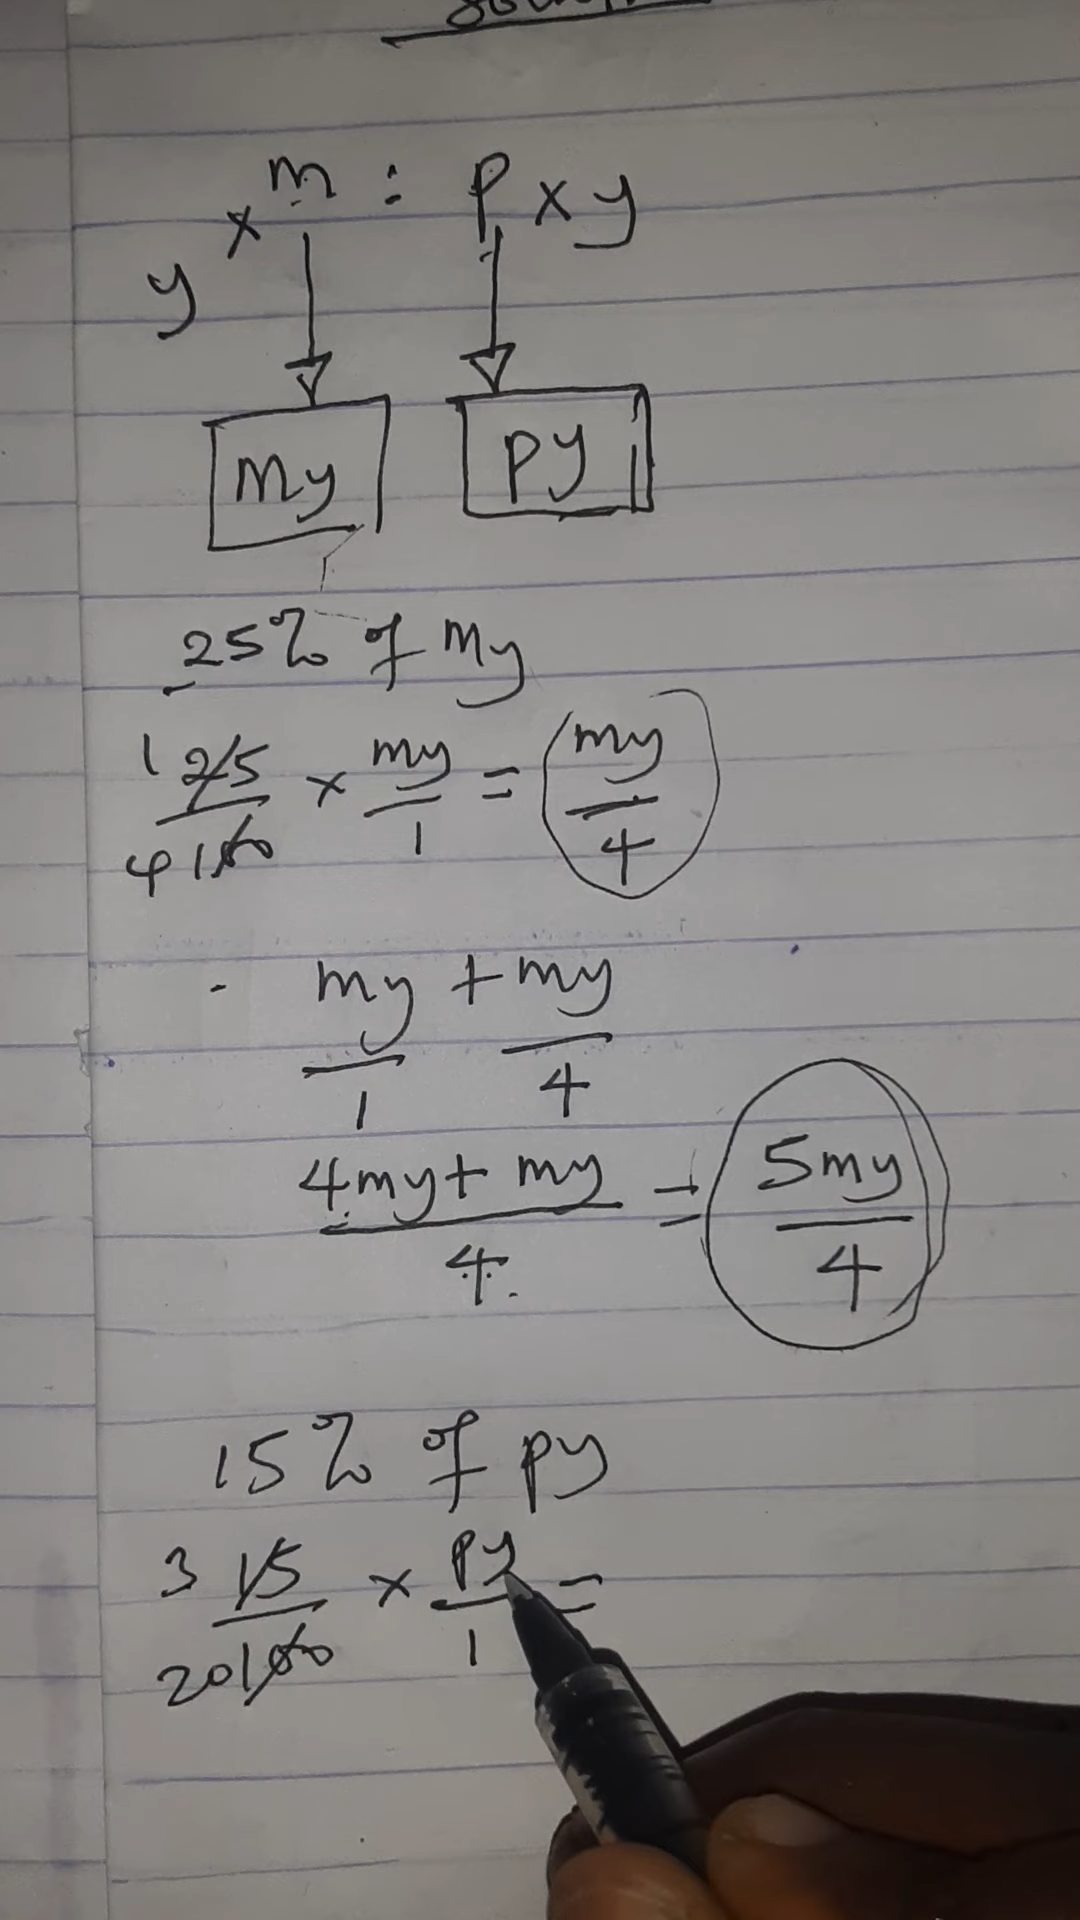 y × m : p × y
my py
25% of my
1 25/4 100 × my/1 = my/4
my/1 + my/4
4my + my/4 = 5my/4
15% of py
3 15/20 100 × py/1 =